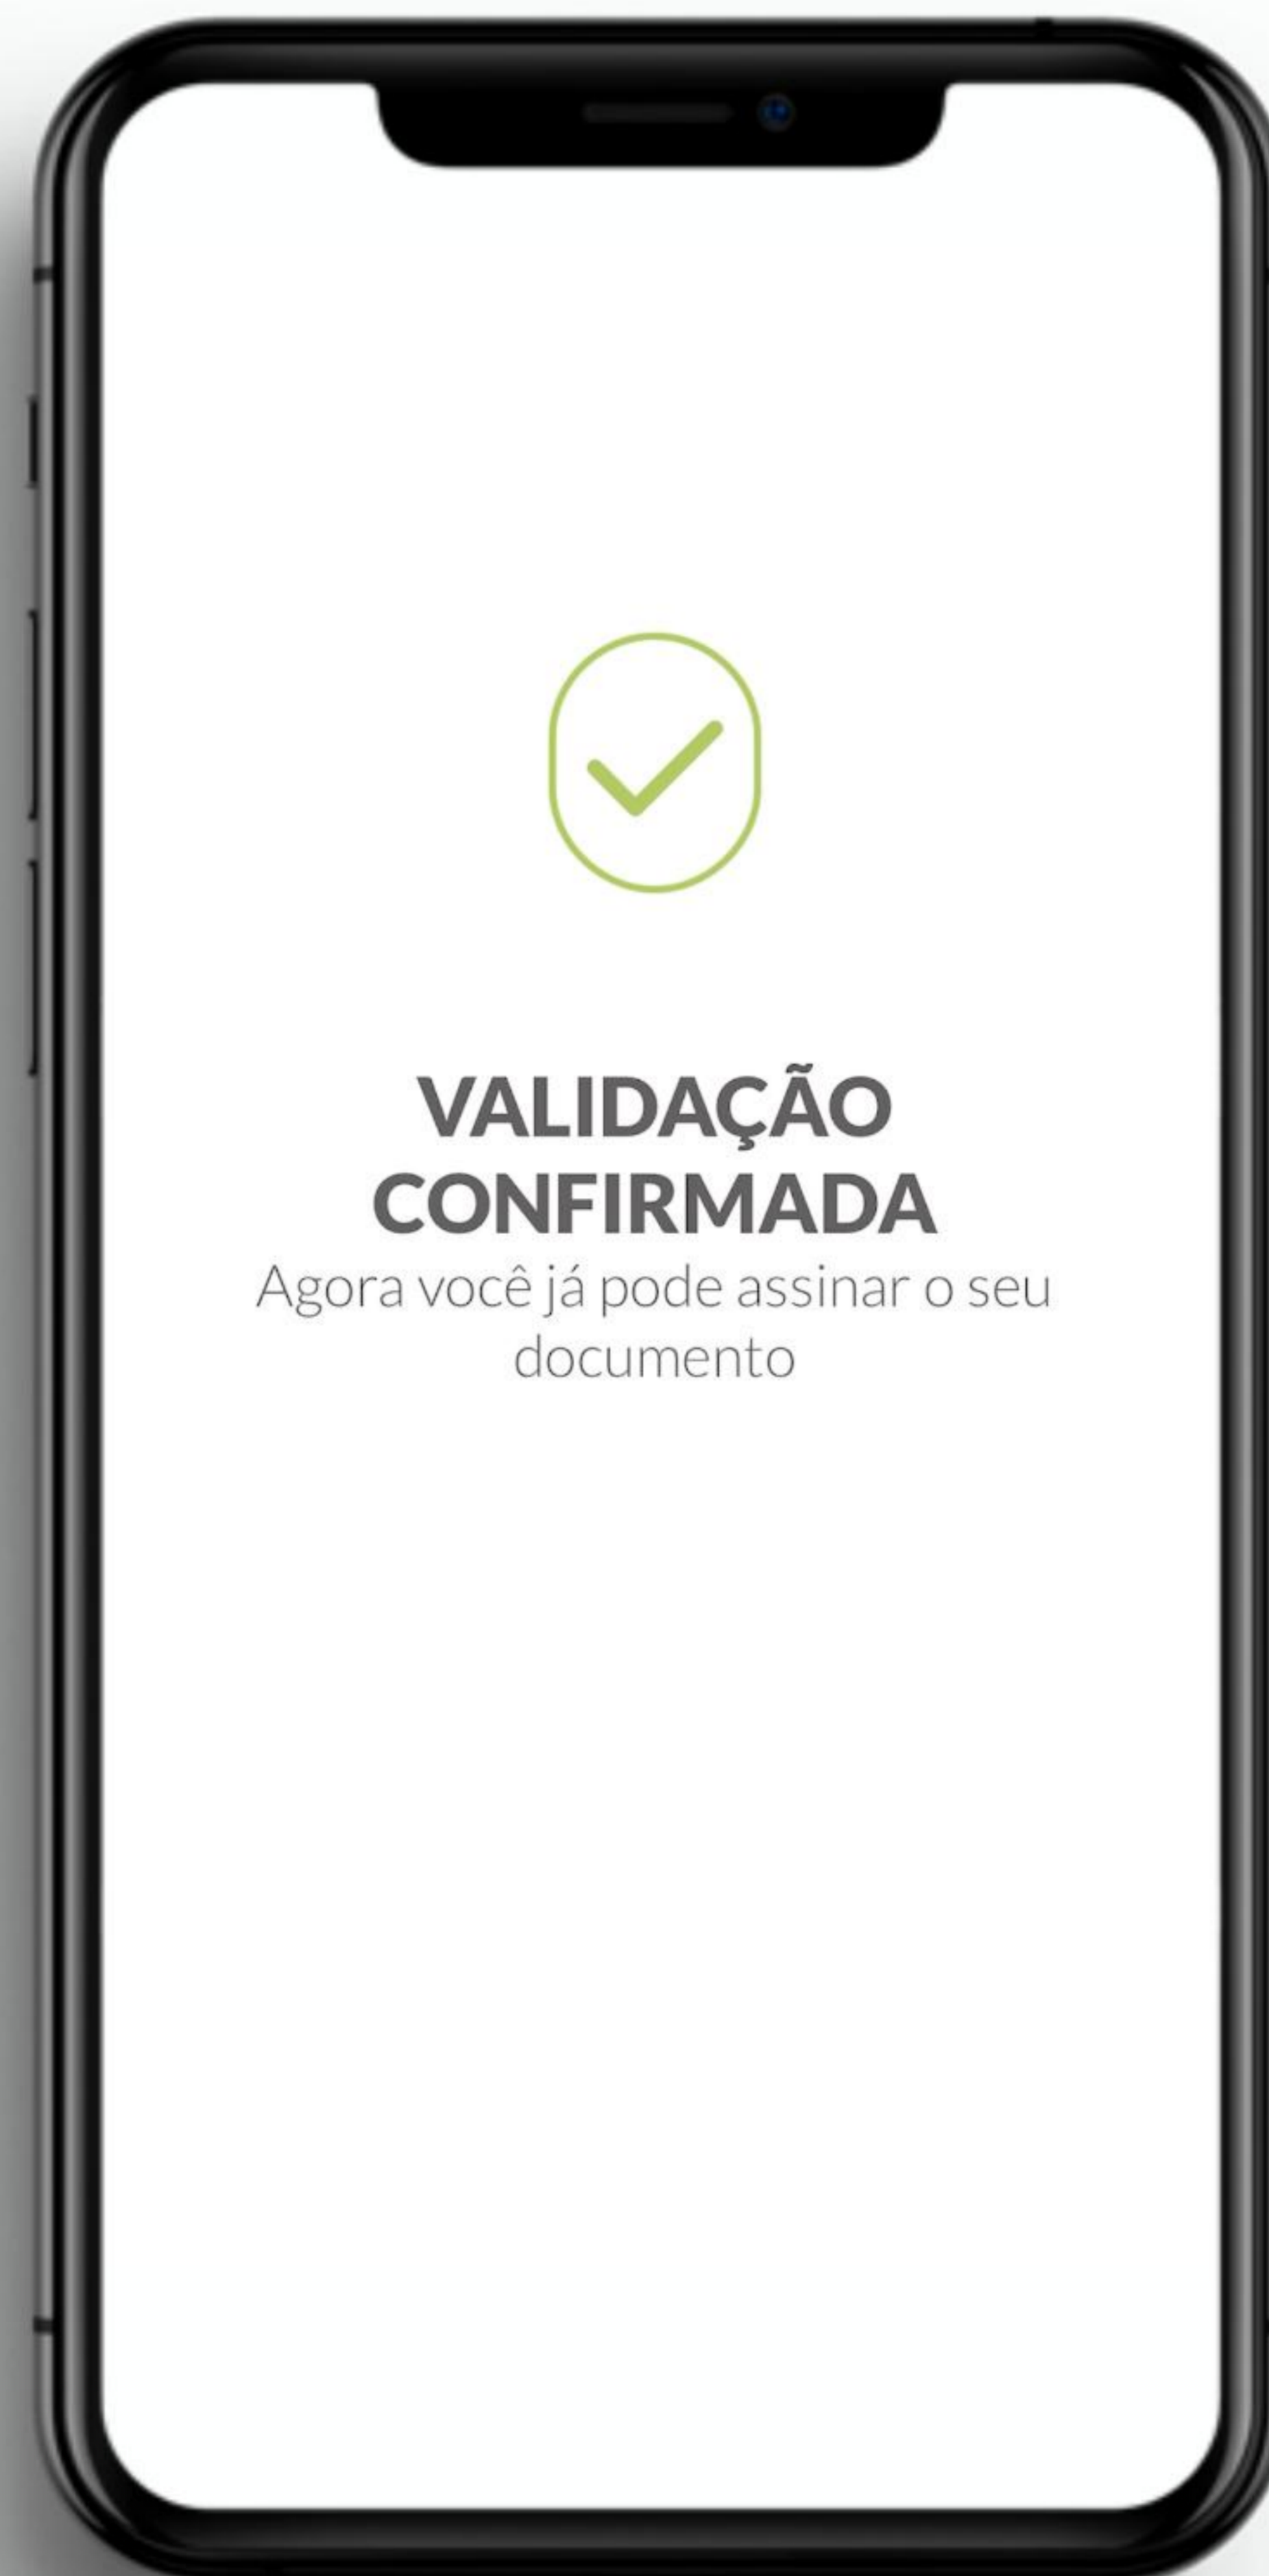 VALIDAÇÃO
CONFIRMADA
Agora você já pode assinar o seu
documento